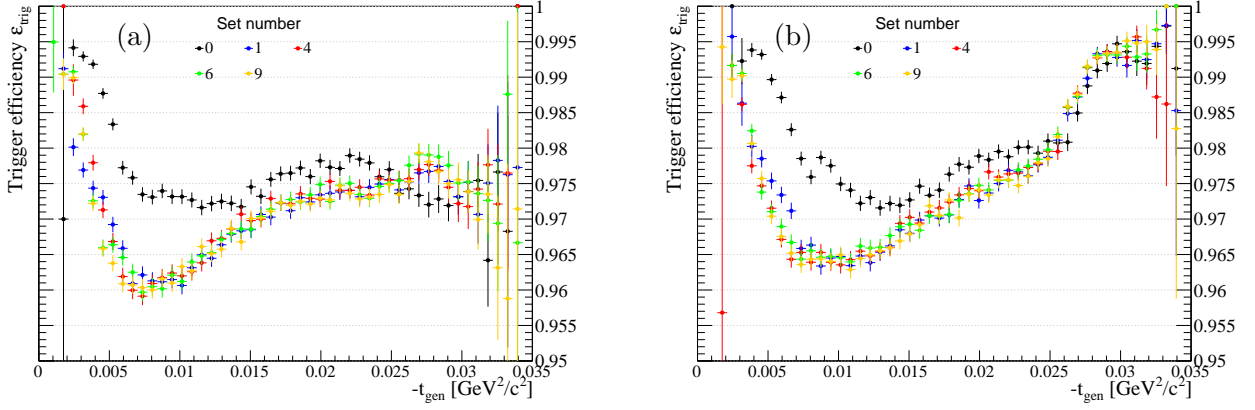 Trigger efficiency ε_trig
(a)
Set number
0 1 4
6 9
1
0.995
0.99
0.985
0.98
0.975
0.97
0.965
0.96
0.955
0.95
0 0.005 0.01 0.015 0.02 0.025 0.03 0.035
-t_gen [GeV²/c²]
Trigger efficiency ε_trig
(b)
Set number
0 1 4
6 9
1
0.995
0.99
0.985
0.98
0.975
0.97
0.965
0.96
0.955
0.95
0 0.005 0.01 0.015 0.02 0.025 0.03 0.035
-t_gen [GeV²/c²]